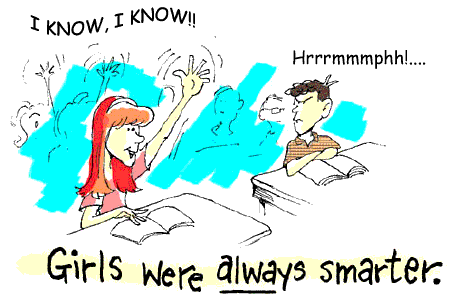 I KNOW, I KNOW!!
Hrrrmmmphh!....
Girls were always smarter.